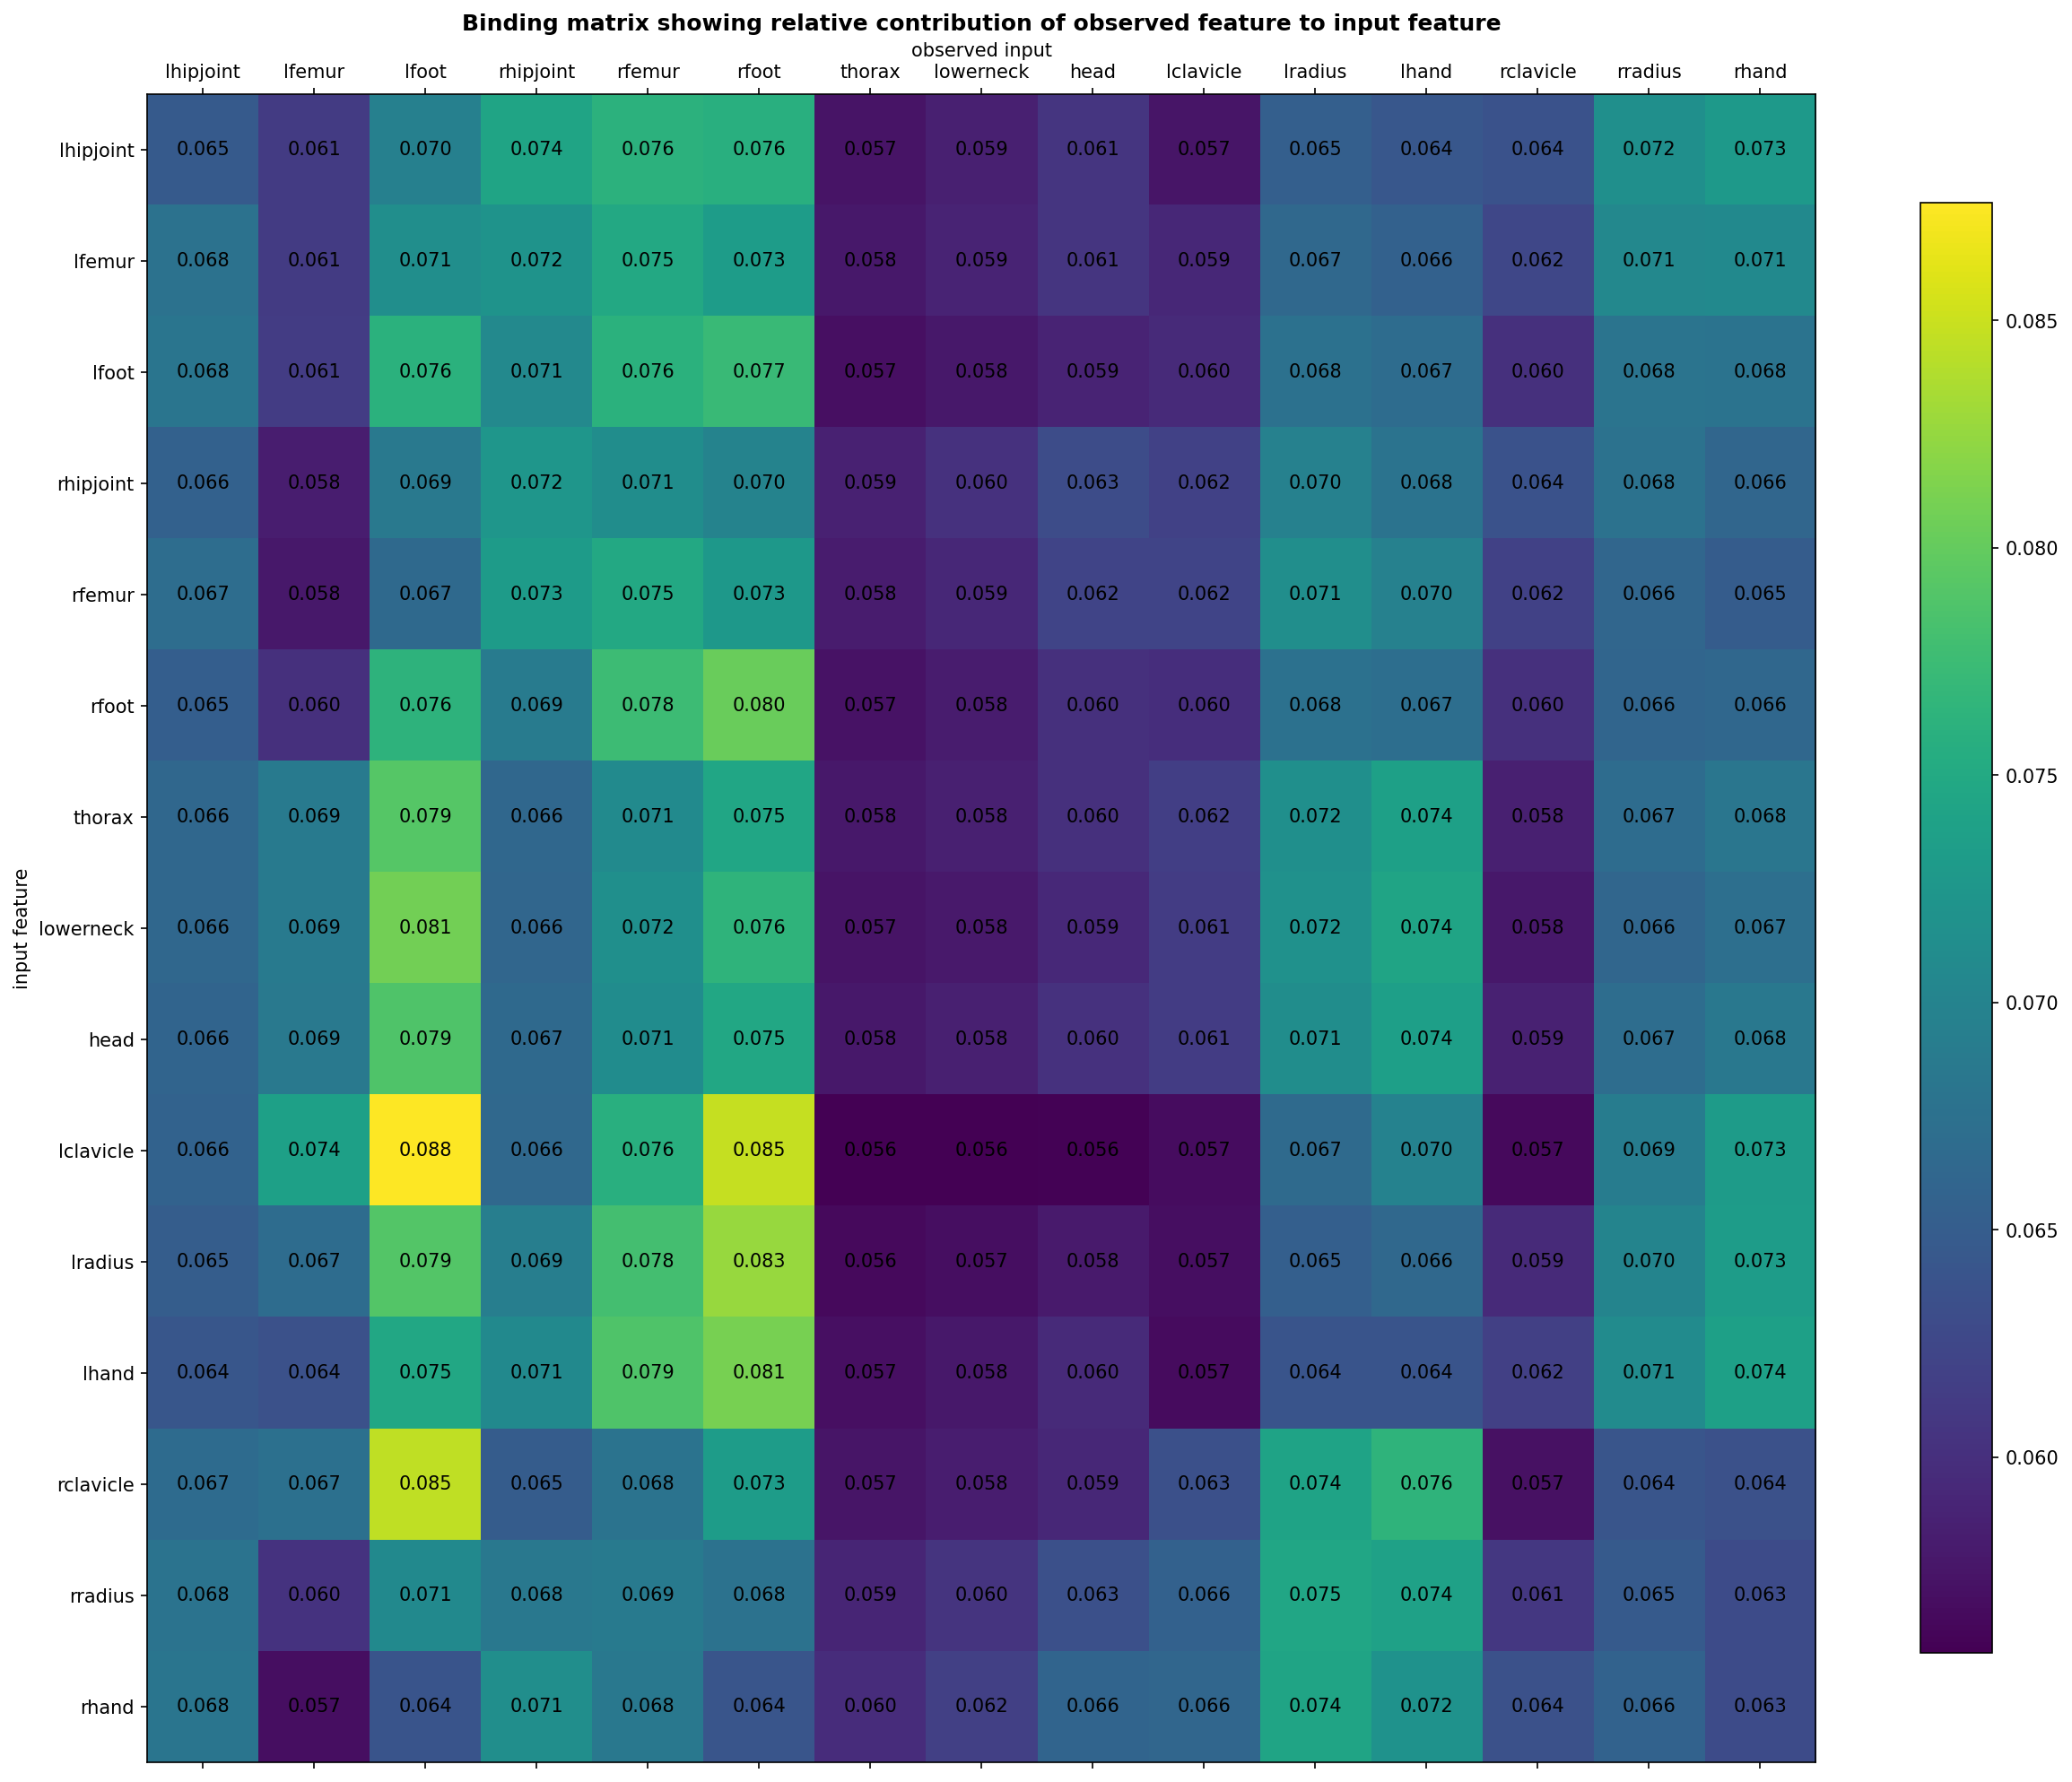 Binding matrix showing relative contribution of observed feature to input feature
observed input
lhipjoint lfemur lfoot rhipjoint rfemur rfoot thorax lowerneck head lclavicle lradius lhand rclavicle rradius rhand
lhipjoint 0.065 0.061 0.070 0.074 0.076 0.076 0.057 0.059 0.061 0.057 0.065 0.064 0.064 0.072 0.073
lfemur 0.068 0.061 0.071 0.072 0.075 0.073 0.058 0.059 0.061 0.059 0.067 0.066 0.062 0.071 0.071
0.085
lfoot 0.068 0.061 0.076 0.071 0.076 0.077 0.057 0.058 0.059 0.060 0.068 0.067 0.060 0.068 0.068
rhipjoint 0.066 0.058 0.069 0.072 0.071 0.070 0.059 0.060 0.063 0.062 0.070 0.068 0.064 0.068 0.066
0.080
rfemur 0.067 0.058 0.067 0.073 0.075 0.073 0.058 0.059 0.062 0.062 0.071 0.070 0.062 0.066 0.065
rfoot 0.065 0.060 0.076 0.069 0.078 0.080 0.057 0.058 0.060 0.060 0.068 0.067 0.060 0.066 0.066
0.075
thorax 0.066 0.069 0.079 0.066 0.071 0.075 0.058 0.058 0.060 0.062 0.072 0.074 0.058 0.067 0.068
input feature
lowerneck 0.066 0.069 0.081 0.066 0.072 0.076 0.057 0.058 0.059 0.061 0.072 0.074 0.058 0.066 0.067
0.070
head 0.066 0.069 0.079 0.067 0.071 0.075 0.058 0.058 0.060 0.061 0.071 0.074 0.059 0.067 0.068
lclavicle 0.066 0.074 0.088 0.066 0.076 0.085 0.056 0.056 0.056 0.057 0.067 0.070 0.057 0.069 0.073
0.065
lradius 0.065 0.067 0.079 0.069 0.078 0.083 0.056 0.057 0.058 0.057 0.065 0.066 0.059 0.070 0.073
lhand 0.064 0.064 0.075 0.071 0.079 0.081 0.057 0.058 0.060 0.057 0.064 0.064 0.062 0.071 0.074
0.060
rclavicle 0.067 0.067 0.085 0.065 0.068 0.073 0.057 0.058 0.059 0.063 0.074 0.076 0.057 0.064 0.064
rradius 0.068 0.060 0.071 0.068 0.069 0.068 0.059 0.060 0.063 0.066 0.075 0.074 0.061 0.065 0.063
rhand 0.068 0.057 0.064 0.071 0.068 0.064 0.060 0.062 0.066 0.066 0.074 0.072 0.064 0.066 0.063